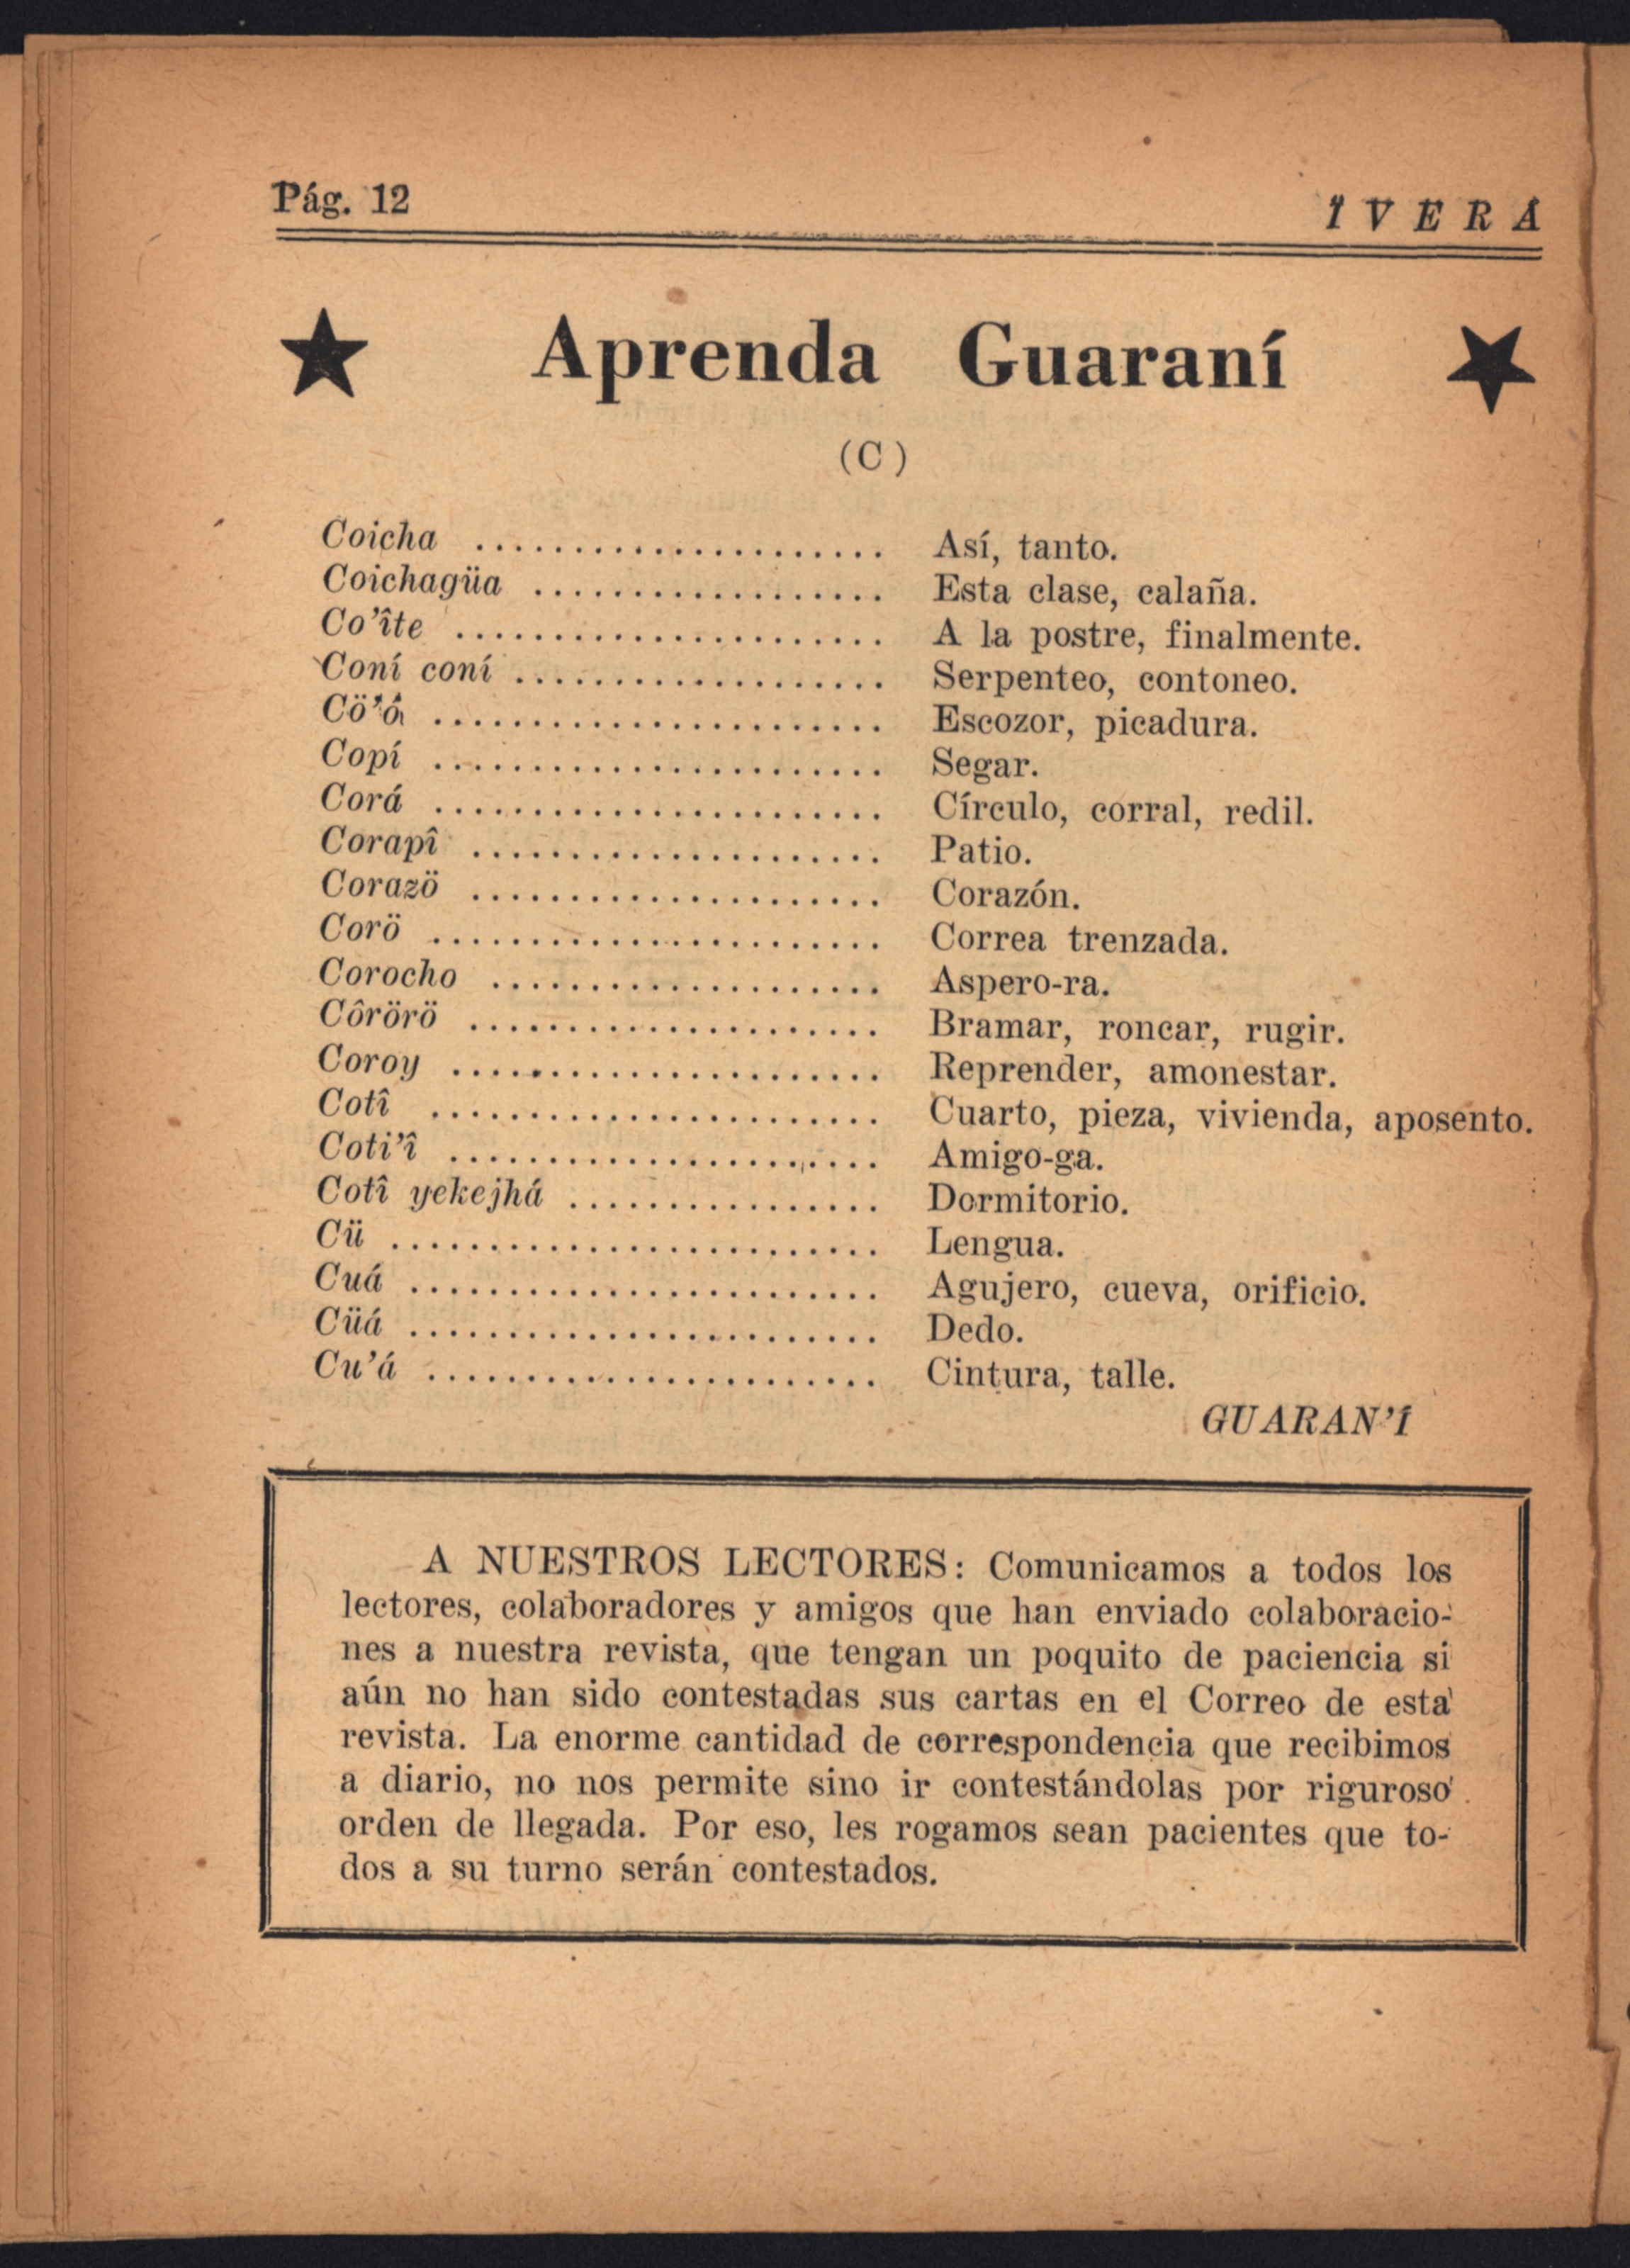 Pág. 12
Î V E R Á
★ Aprenda Guaraní ★
(C)
Coicha ..................... Así, tanto.
Coichagüa .................. Esta clase, calaña.
Co’îte ...................... A la postre, finalmente.
Coní coní ................... Serpenteo, contoneo.
Cö’ô ....................... Escozor, picadura.
Copí ....................... Segar.
Corá ....................... Círculo, corral, redil.
Corapî ..................... Patio.
Corazö ..................... Corazón.
Corö ....................... Correa trenzada.
Corocho .................... Aspero-ra.
Côrörö ..................... Bramar, roncar, rugir.
Coroy ...................... Reprender, amonestar.
Cotî ....................... Cuarto, pieza, vivienda, aposento.
Coti’î ...................... Amigo-ga.
Cotî yekejhá ................ Dormitorio.
Cü ......................... Lengua.
Cuá ........................ Agujero, cueva, orificio.
Cüá ........................ Dedo.
Cu’á ....................... Cintura, talle.
GUARAN’Í
A NUESTROS LECTORES: Comunicamos a todos los
lectores, colaboradores y amigos que han enviado colaboracio-
nes a nuestra revista, que tengan un poquito de paciencia si
aún no han sido contestadas sus cartas en el Correo de esta
revista. La enorme cantidad de correspondencia que recibimos
a diario, no nos permite sino ir contestándolas por riguroso
orden de llegada. Por eso, les rogamos sean pacientes que to-
dos a su turno serán contestados.